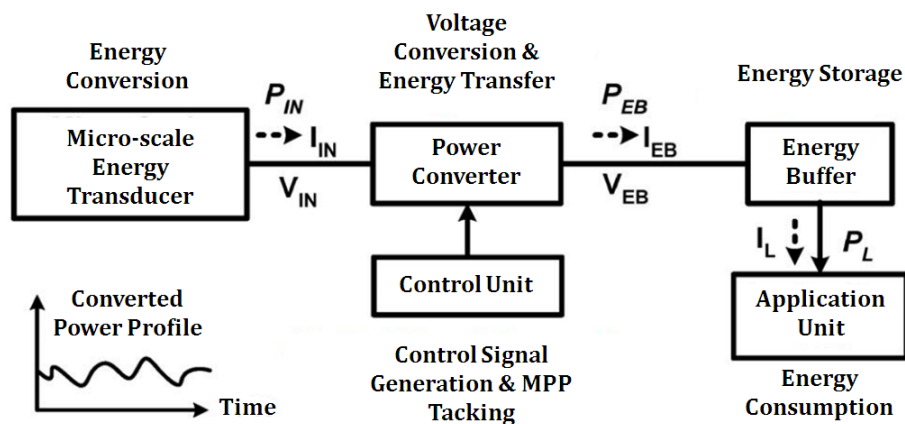 Energy
Conversion
Micro-scale
Energy
Transducer
P_IN
I_IN
V_IN
Voltage
Conversion &
Energy Transfer
Power
Converter
P_EB
I_EB
V_EB
Energy Storage
Energy
Buffer
I_L
P_L
Control Unit
Control Signal
Generation & MPP
Tacking
Application
Unit
Energy
Consumption
Converted
Power Profile
Time